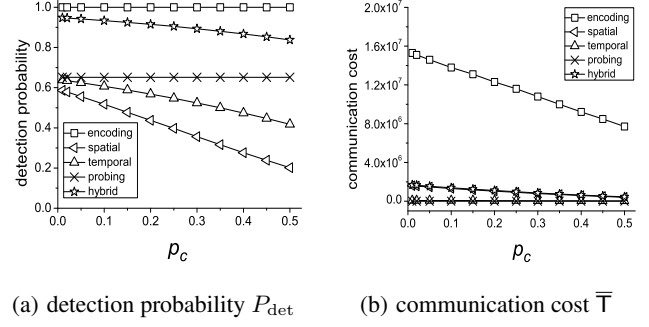 detection probability
1.0
0.8
0.6
0.4
0.2
0.0
encoding
spatial
temporal
probing
hybrid
0.0 0.1 0.2 0.3 0.4 0.5
p_c
communication cost
2.0x10^7
1.6x10^7
1.2x10^7
8.0x10^6
4.0x10^6
0.0
encoding
spatial
temporal
probing
hybrid
0.0 0.1 0.2 0.3 0.4 0.5
p_c
(a) detection probability P_det
(b) communication cost T̅